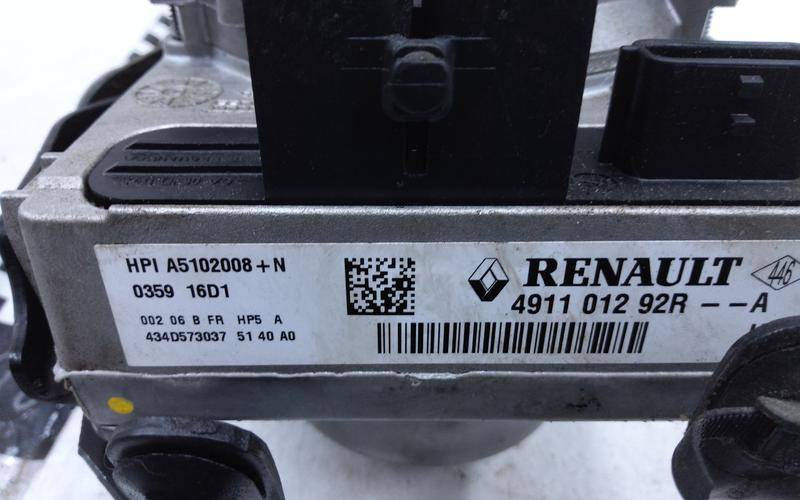 HPI A5102008+N
0359 16D1
002 06 B FR HP5 A
434D573037 51 40 A0
RENAULT
446
4911 012 92R --A